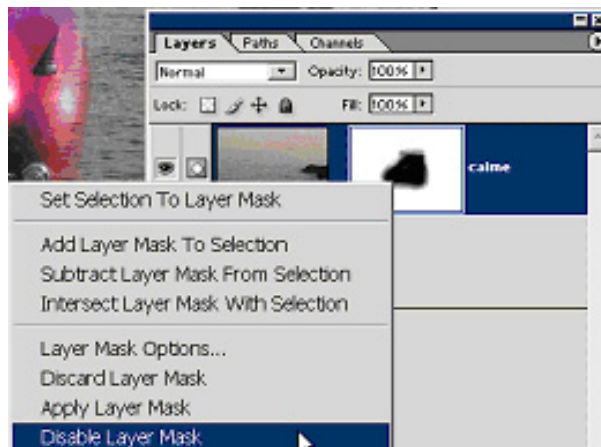 Layers Paths Channels
Normal Opacity: 100%
Lock: Fill: 100%
calme
Set Selection To Layer Mask
Add Layer Mask To Selection
Subtract Layer Mask From Selection
Intersect Layer Mask With Selection
Layer Mask Options...
Discard Layer Mask
Apply Layer Mask
Disable Layer Mask